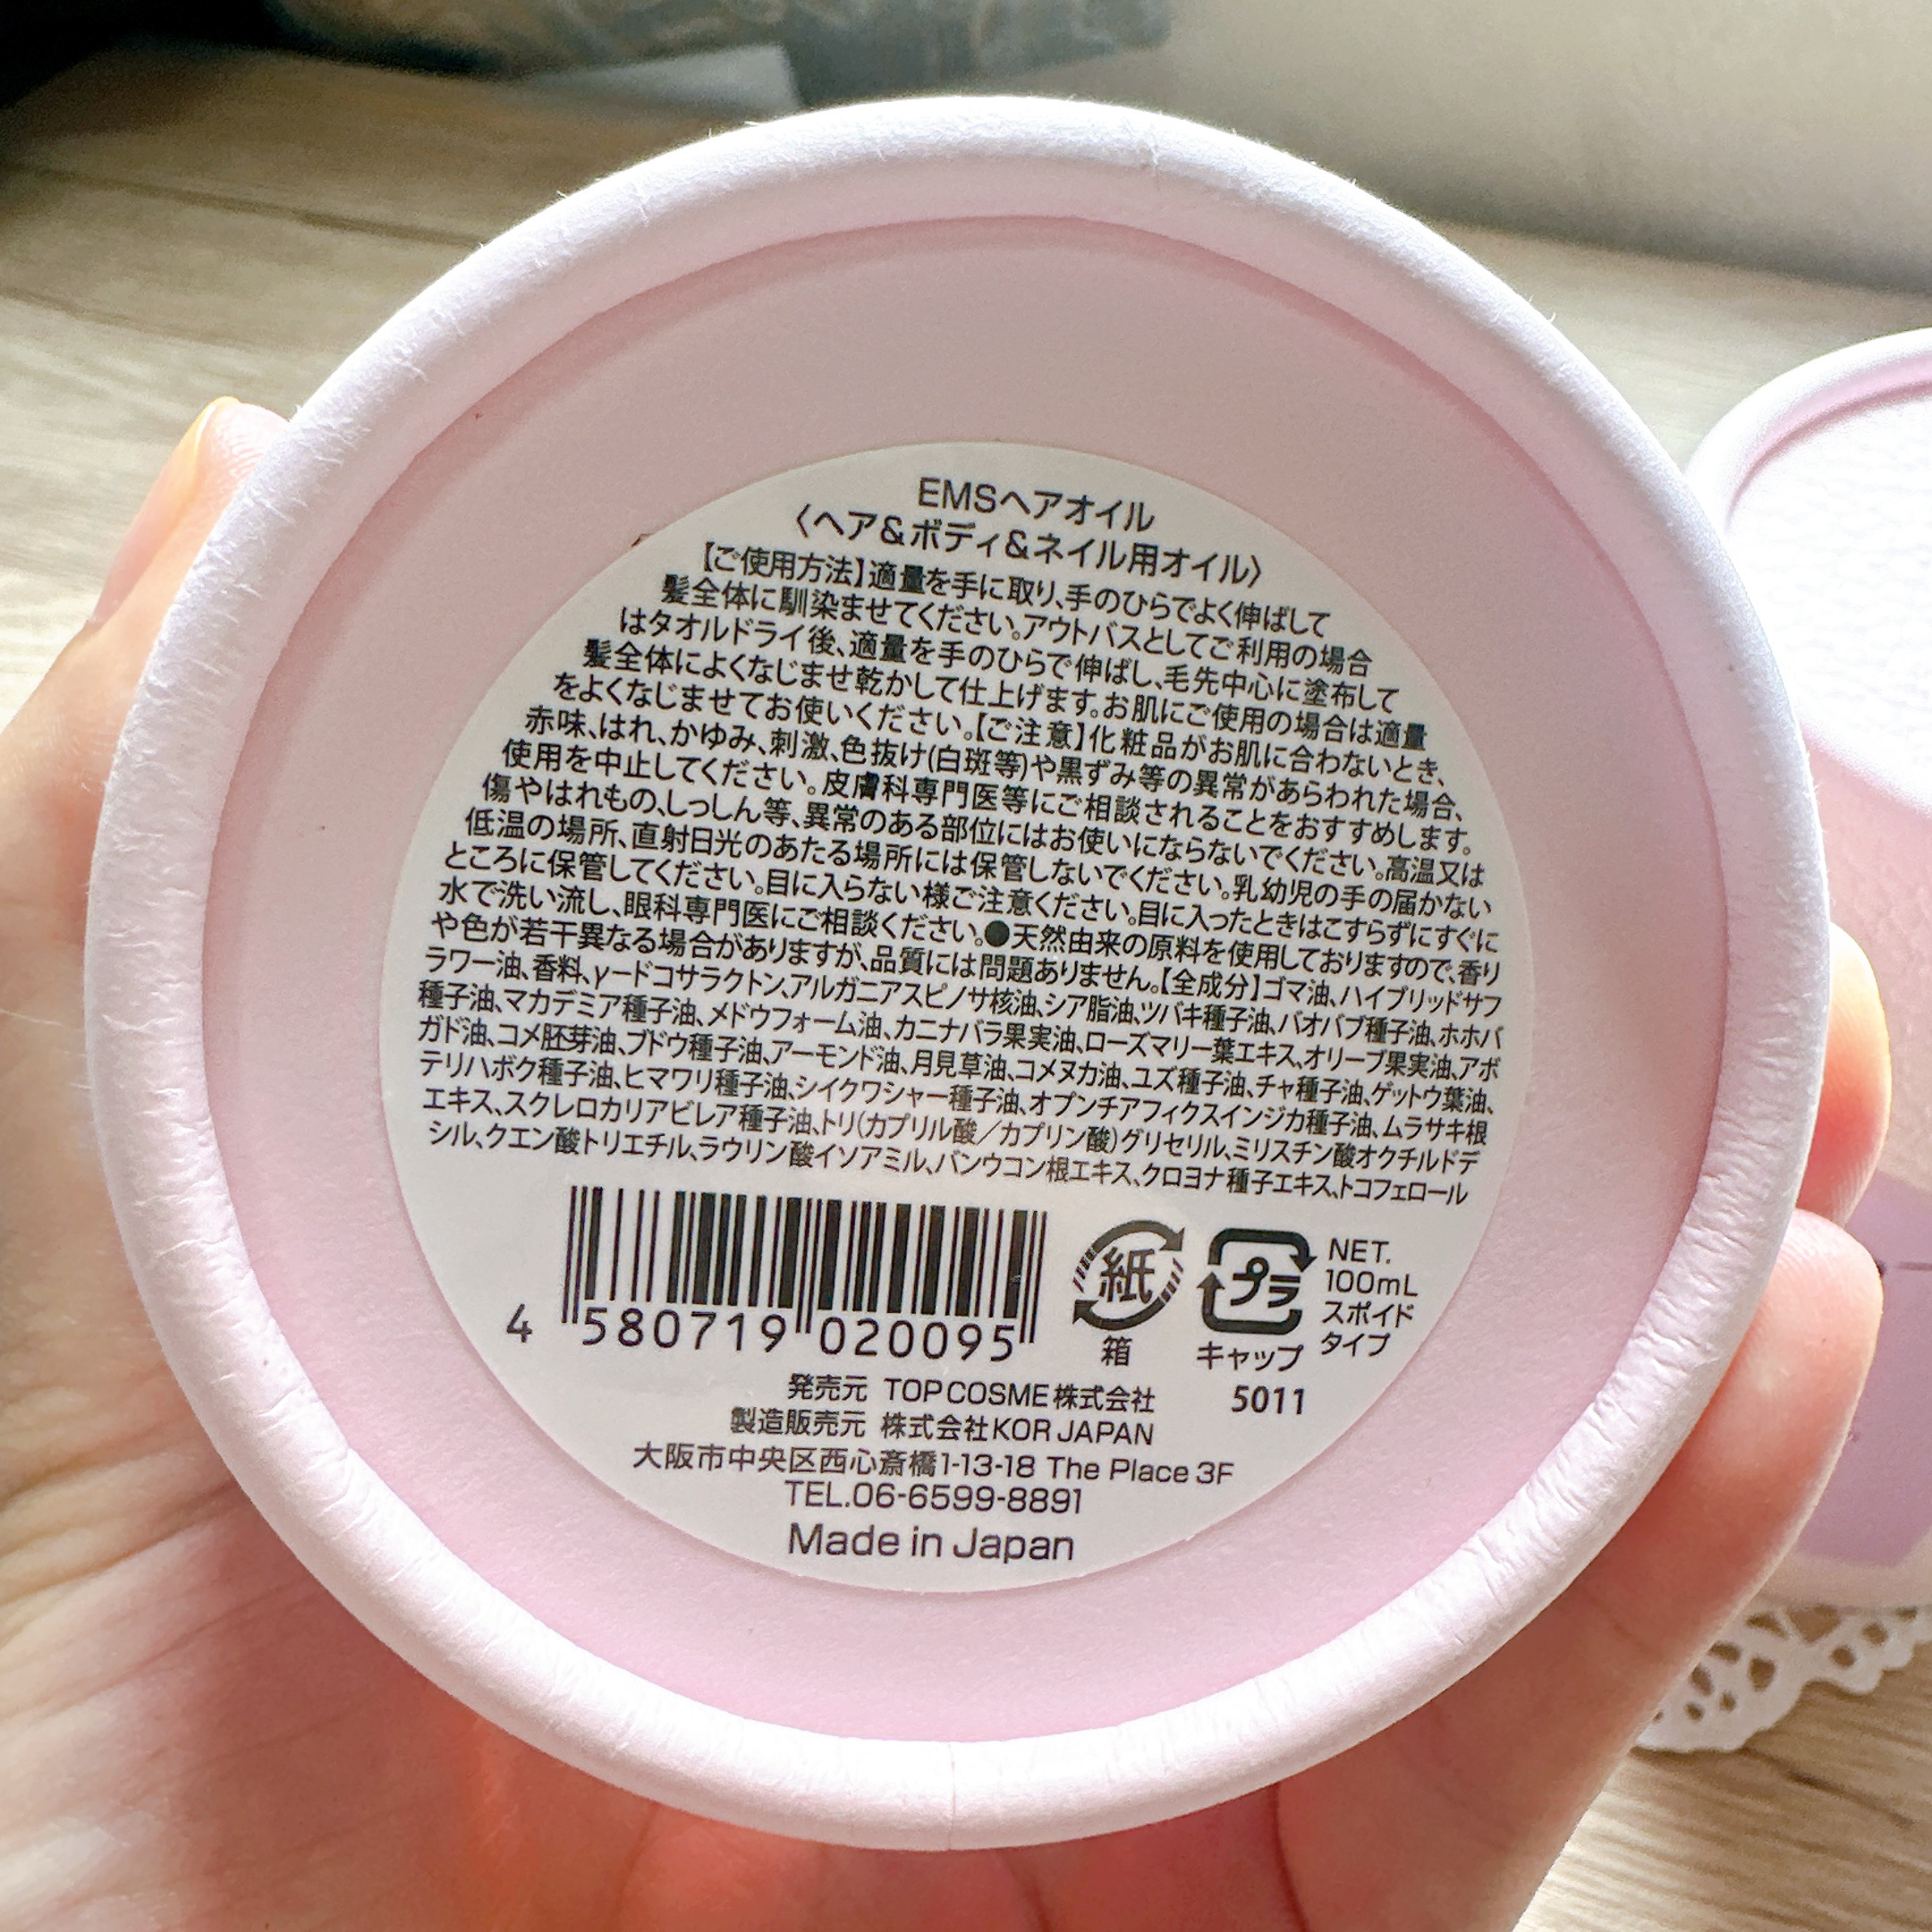 EMSヘアオイル
〈ヘア&ボディ&ネイル用オイル〉
【ご使用方法】適量を手に取り、手のひらでよく伸ばして
髪全体に馴染ませてください。アウトバスとしてご利用の場合
はタオルドライ後、適量を手のひらで伸ばし、毛先中心に塗布して
髪全体によくなじませ乾かして仕上げます。お肌にご使用の場合は適量
をよくなじませてお使いください。【ご注意】化粧品がお肌に合わないとき、
赤味、はれ、かゆみ、刺激、色抜け(白斑等)や黒ずみ等の異常があらわれた場合、
使用を中止してください。皮膚科専門医等にご相談されることをおすすめします。
傷やはれもの、しっしん等、異常のある部位にはお使いにならないでください。高温又は
低温の場所、直射日光のあたる場所には保管しないでください。乳幼児の手の届かない
ところに保管してください。目に入らない様ご注意ください。目に入ったときはこすらずにすぐに
水で洗い流し、眼科専門医にご相談ください。●天然由来の原料を使用しておりますので、香り
や色が若干異なる場合がありますが、品質には問題ありません。【全成分】ゴマ油、ハイブリッドサフ
ラワー油、香料、γードコサラクトン、アルガニアスピノサ核油、シア脂油、ツバキ種子油、バオバブ種子油、ホホバ
種子油、マカデミア種子油、メドウフォーム油、カニナバラ果実油、ローズマリー葉エキス、オリーブ果実油、アボ
ガド油、コメ胚芽油、ブドウ種子油、アーモンド油、月見草油、コメヌカ油、ユズ種子油、チャ種子油、ゲットウ葉油、
テリハボク種子油、ヒマワリ種子油、シイクワシャー種子油、オプンチアフィクスインジカ種子油、ムラサキ根
エキス、スクレロカリアビレア種子油、トリ(カプリル酸／カプリン酸)グリセリル、ミリスチン酸オクチルドデ
シル、クエン酸トリエチル、ラウリン酸イソアミル、バンウコン根エキス、クロヨナ種子エキス、トコフェロール
4 580719 020095
紙
箱
プラ
キャップ
NET.
100mL
スポイド
タイプ
5011
発売元 TOPCOSME株式会社
製造販売元 株式会社KOR JAPAN
大阪市中央区西心斎橋1-13-18 The Place 3F
TEL.06-6599-8891
Made in Japan